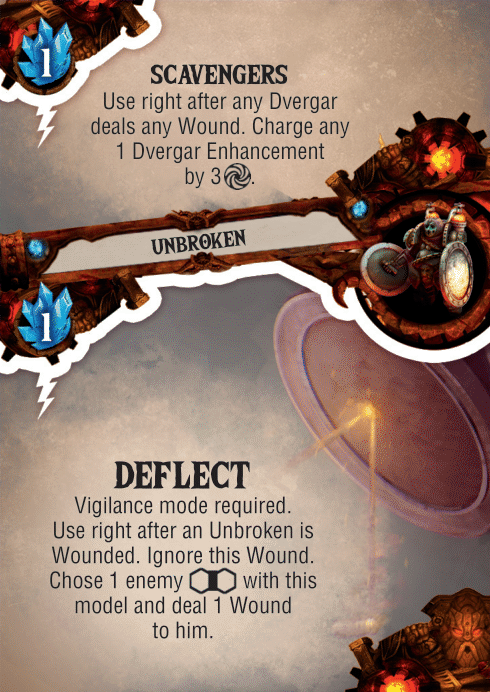 1
SCAVENGERS
Use right after any Dvergar
deals any Wound. Charge any
1 Dvergar Enhancement
by 3 .
UNBROKEN
1
DEFLECT
Vigilance mode required.
Use right after an Unbroken is
Wounded. Ignore this Wound.
Chose 1 enemy with this
model and deal 1 Wound
to him.